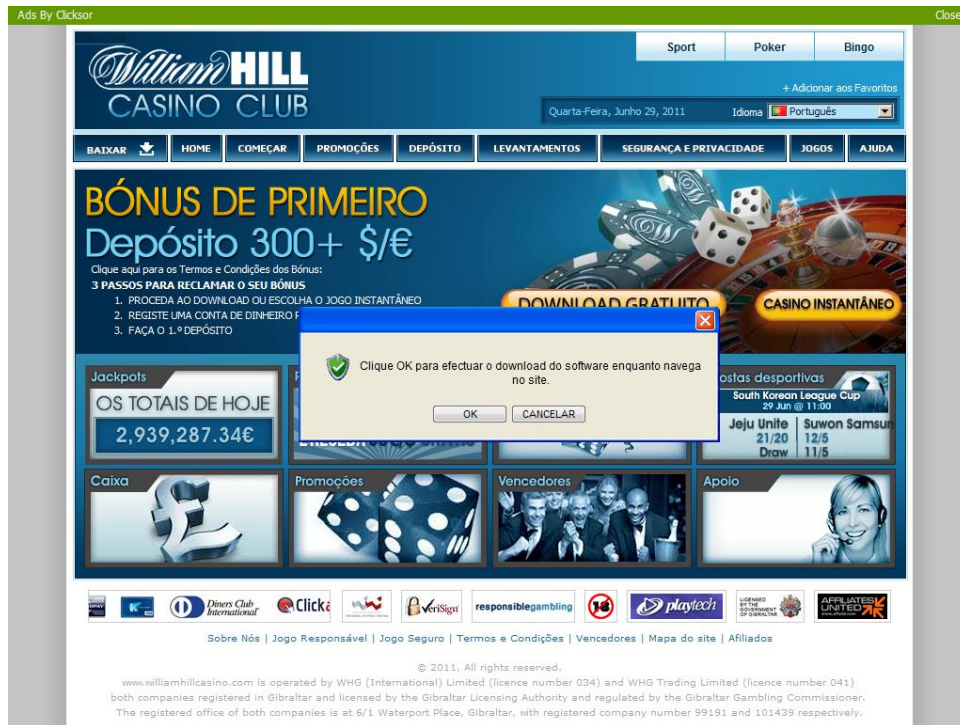 Ads By Clicksor
Close
William HILL
CASINO CLUB
Sport
Poker
Bingo
+ Adicionar aos Favoritos
Quarta-Feira, Junho 29, 2011
Idioma
Português
BAIXAR
HOME
COMEÇAR
PROMOÇÕES
DEPÓSITO
LEVANTAMENTOS
SEGURANÇA E PRIVACIDADE
JOGOS
AJUDA
BÓNUS DE PRIMEIRO
Depósito 300+ $/€
Clique aqui para os Termos e Condições dos Bónus:
3 PASSOS PARA RECLAMAR O SEU BÓNUS
1. PROCEDA AO DOWNLOAD OU ESCOLHA O JOGO INSTANTÂNEO
2. REGISTE UMA CONTA DE DINHEIRO
3. FAÇA O 1.º DEPÓSITO
DOWNLOAD GRATUITO
CASINO INSTANTÂNEO
Clique OK para efectuar o download do software enquanto navega
no site.
OK
CANCELAR
Jackpots
OS TOTAIS DE HOJE
2,939,287.34€
desportivas
South Korean League Cup
29 Jun @ 11:00
Jeju Unite
Suwon Samsun
21/20
12/5
Draw
11/5
Caixa
Promoções
Vencedores
Apoio
Diners Club
International
Click
VeriSign
responsiblegambling
18
playtech
LICENSED
BY THE
GOVERNMENT
OF GIBRALTAR
AFFILIATES
UNITED
Sobre Nós | Jogo Responsável | Jogo Seguro | Termos e Condições | Vencedores | Mapa do site | Afiliados
© 2011, All rights reserved.
www.williamhillcasino.com is operated by WHG (International) Limited (licence number 034) and WHG Trading Limited (licence number 041)
both companies registered in Gibraltar and licensed by the Gibraltar Licensing Authority and regulated by the Gibraltar Gambling Commissioner.
The registered office of both companies is at 6/1 Waterport Place, Gibraltar, with registered company number 99191 and 101439 respectively.